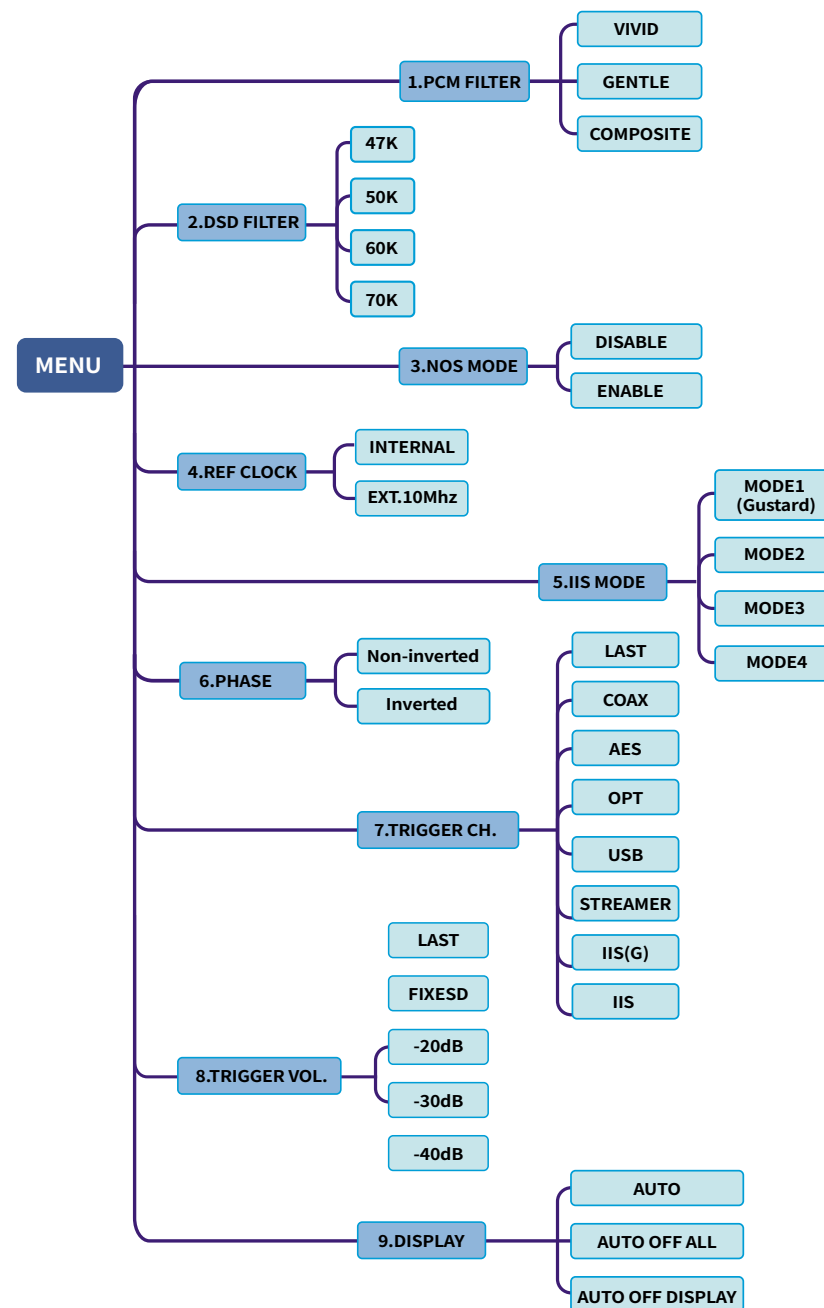 MENU
1.PCM FILTER
VIVID
GENTLE
COMPOSITE
2.DSD FILTER
47K
50K
60K
70K
3.NOS MODE
DISABLE
ENABLE
4.REF CLOCK
INTERNAL
EXT.10Mhz
5.IIS MODE
MODE1
(Gustard)
MODE2
MODE3
MODE4
6.PHASE
Non-inverted
Inverted
7.TRIGGER CH.
LAST
COAX
AES
OPT
USB
STREAMER
IIS(G)
IIS
8.TRIGGER VOL.
LAST
FIXESD
-20dB
-30dB
-40dB
9.DISPLAY
AUTO
AUTO OFF ALL
AUTO OFF DISPLAY